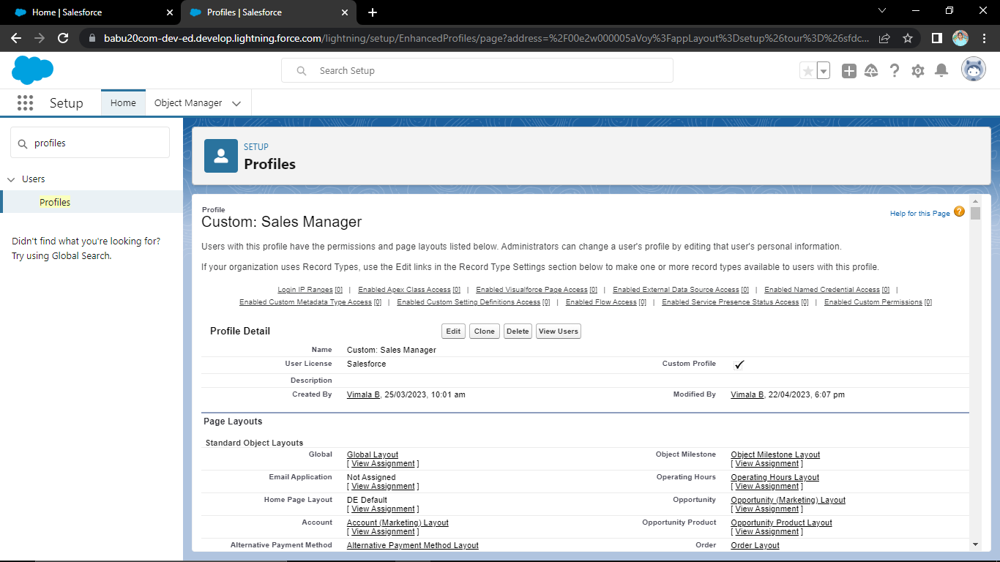 Home | Salesforce
Profiles | Salesforce
babu20com-dev-ed.develop.lightning.force.com/lightning/setup/EnhancedProfiles/page?address=%2F00e2w000005aVoy%3FappLayout%3Dsetup%26tour%3D%26sfdc...
Search Setup
Setup Home Object Manager
profiles
Users
Profiles
Didn't find what you're looking for?
Try using Global Search.
SETUP
Profiles
Profile
Custom: Sales Manager
Help for this Page
Users with this profile have the permissions and page layouts listed below. Administrators can change a user's profile by editing that user's personal information.
If your organization uses Record Types, use the Edit links in the Record Type Settings section below to make one or more record types available to users with this profile.
Login IP Ranges [0] | Enabled Apex Class Access [0] | Enabled Visualforce Page Access [0] | Enabled External Data Source Access [0] | Enabled Named Credential Access [0] |
Enabled Custom Metadata Type Access [0] | Enabled Custom Setting Definitions Access [0] | Enabled Flow Access [0] | Enabled Service Presence Status Access [0] | Enabled Custom Permissions [0]
Profile Detail Edit Clone Delete View Users
Name Custom: Sales Manager
User License Salesforce Custom Profile ✓
Description
Created By Vimala B, 25/03/2023, 10:01 am Modified By Vimala B, 22/04/2023, 6:07 pm
Page Layouts
Standard Object Layouts
Global Global Layout Object Milestone Object Milestone Layout
[ View Assignment ] [ View Assignment ]
Email Application Not Assigned Operating Hours Operating Hours Layout
[ View Assignment ] [ View Assignment ]
Home Page Layout DE Default Opportunity Opportunity (Marketing) Layout
[ View Assignment ] [ View Assignment ]
Account Account (Marketing) Layout Opportunity Product Opportunity Product Layout
[ View Assignment ] [ View Assignment ]
Alternative Payment Method Alternative Payment Method Layout Order Order Layout